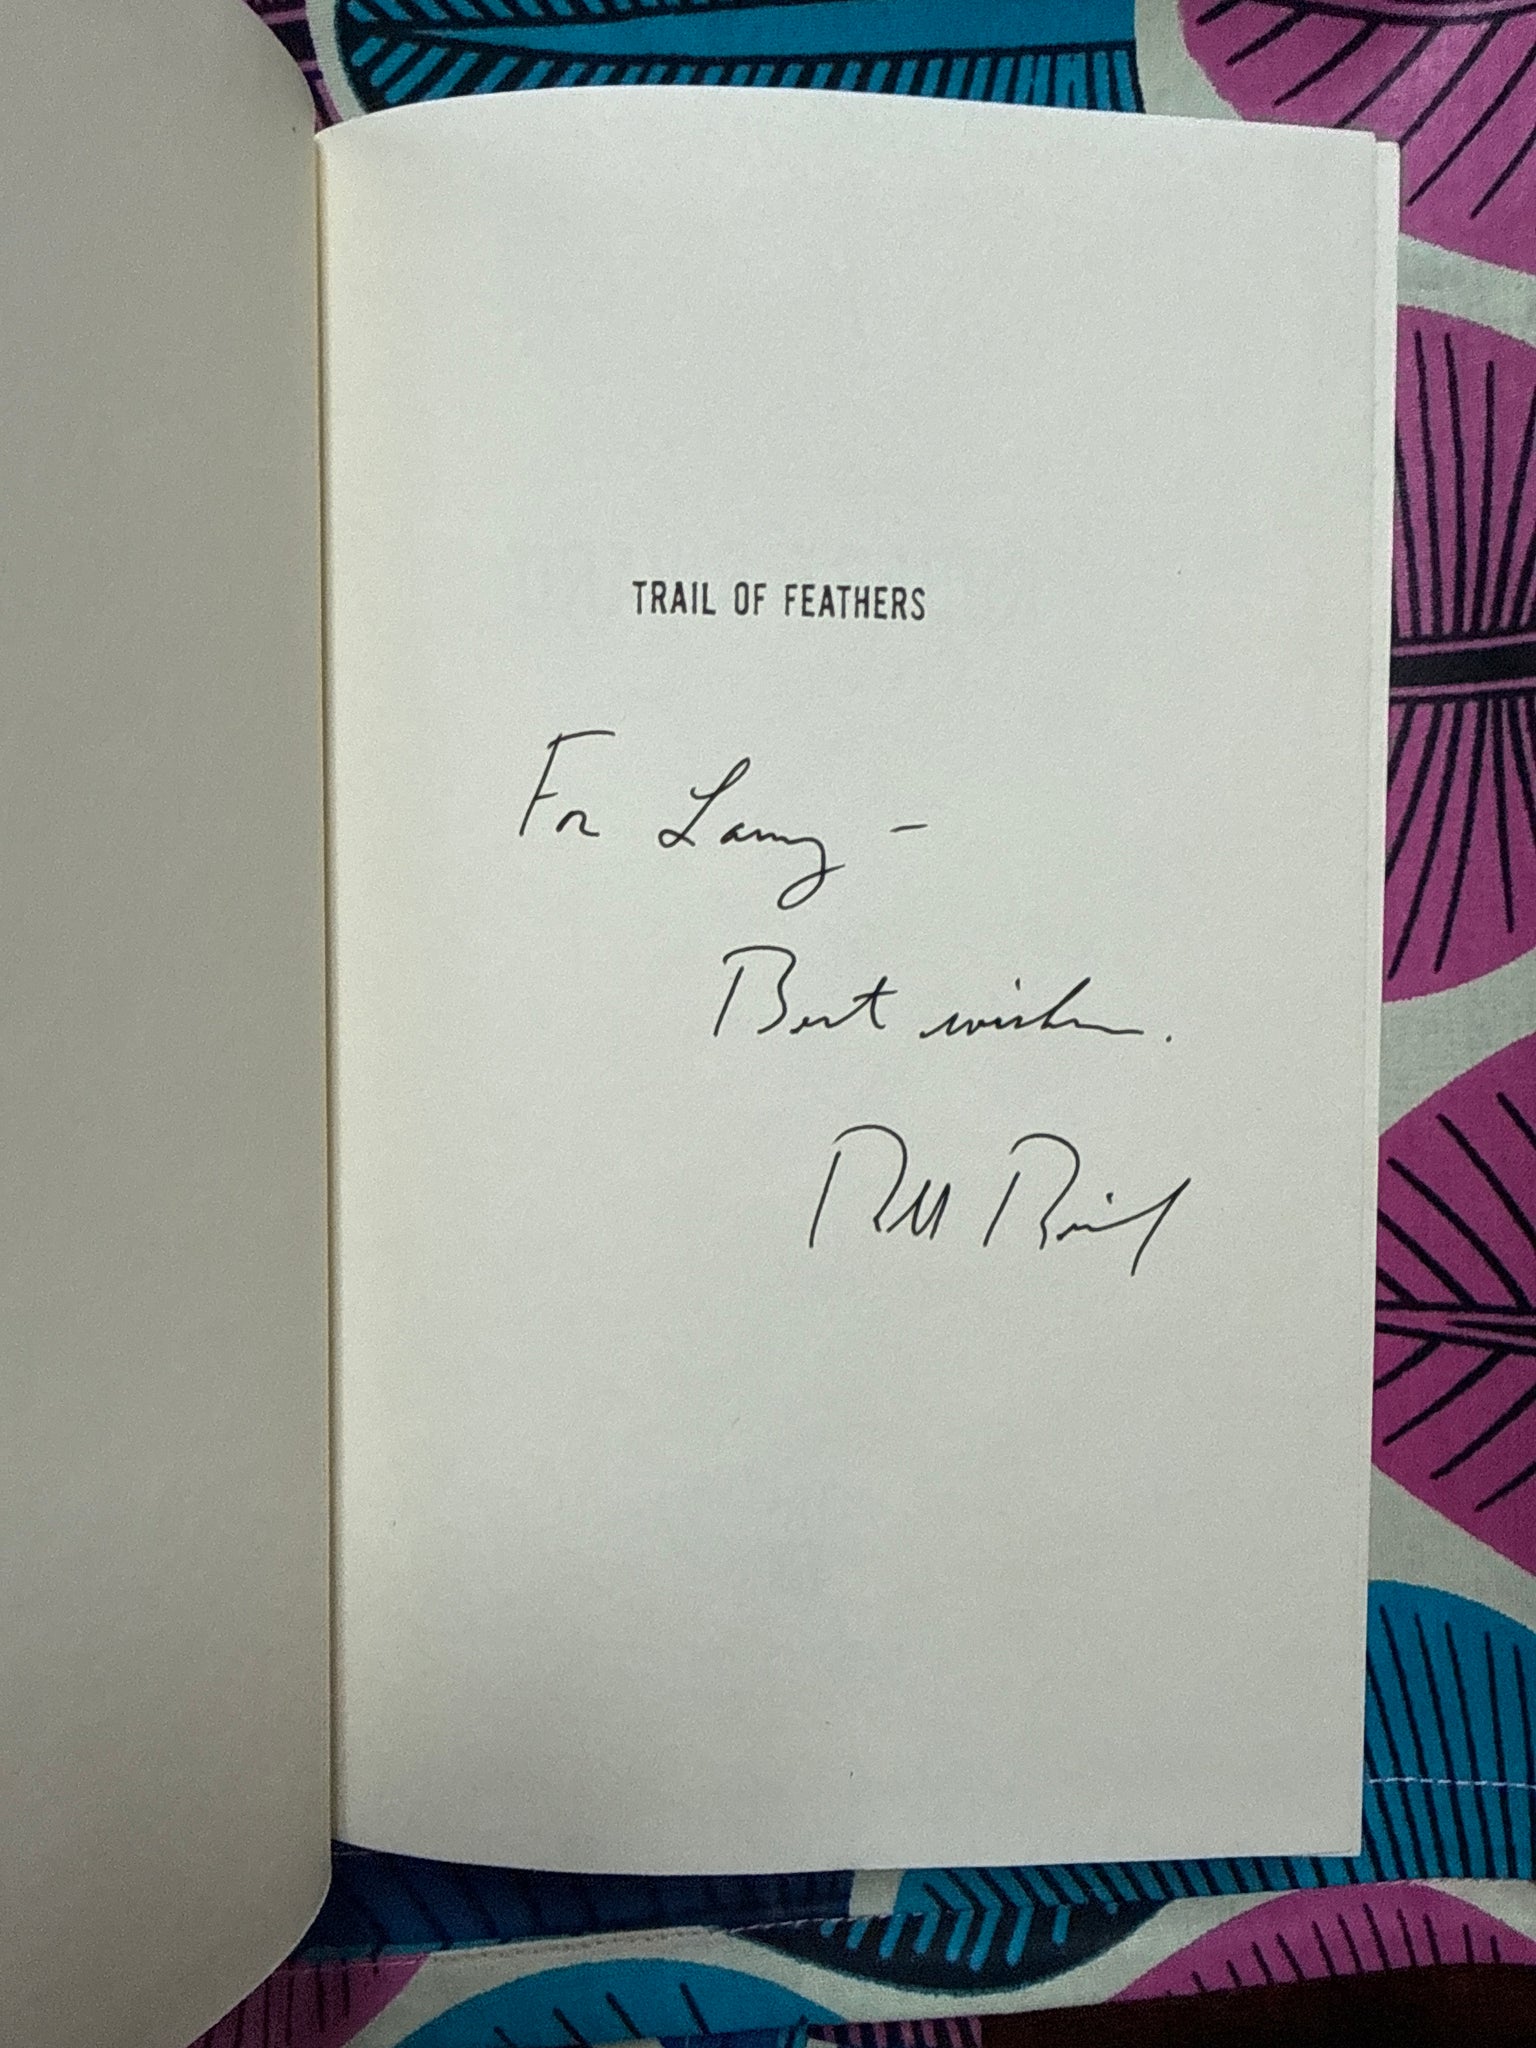 TRAIL OF FEATHERS
For Larry –
Best wishes.